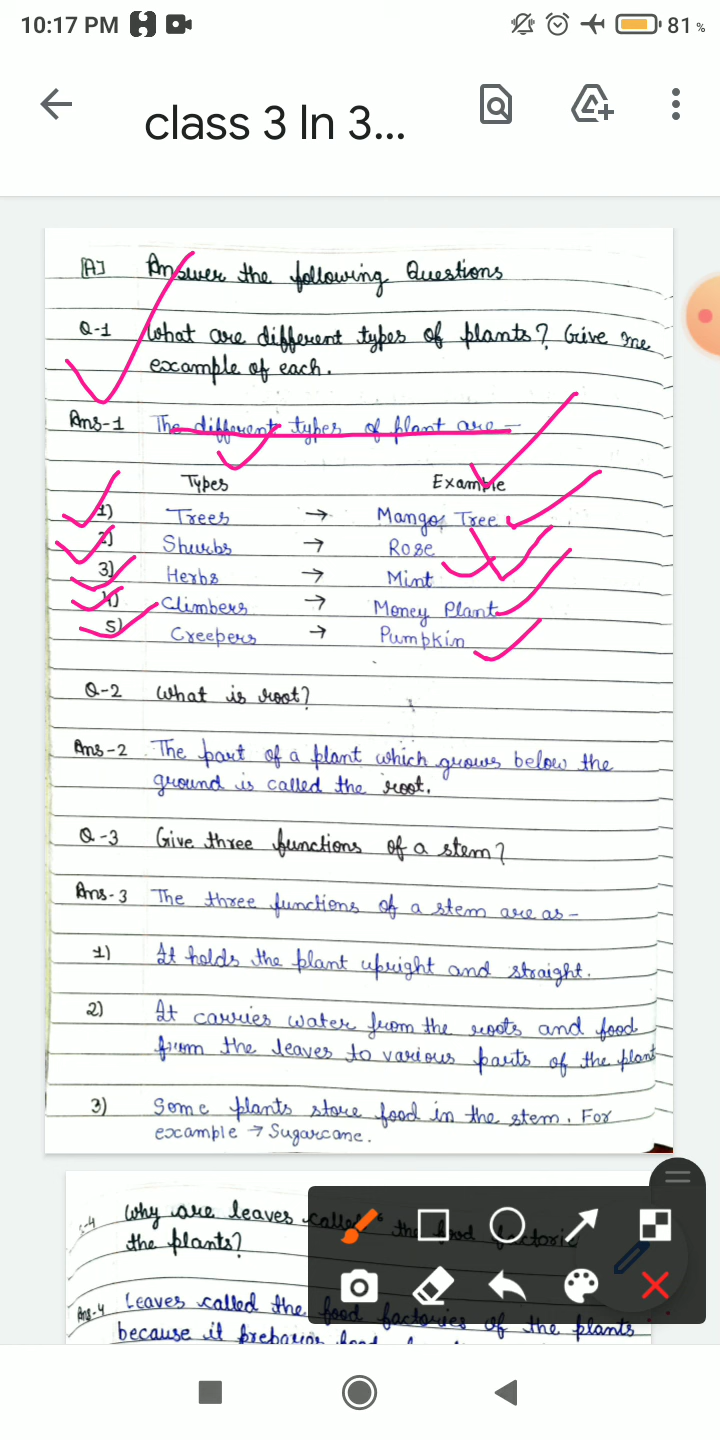 10:17 PM
81%
class 3 ln 3...
[A] Answer the following Questions
Q-1 What are different types of plants? Give one
example of each.
Ans-1 The different types of plant are -
Types Example
1) Trees → Mango Tree
2) Shurbs → Rose
3) Herbs → Mint
4) Climbers → Money Plant
5) Creepers → Pumpkin
Q-2 What is root?
Ans-2 The part of a plant which grows below the
ground is called the root.
Q-3 Give three functions of a stem?
Ans-3 The three functions of a stem are as -
1) It holds the plant upright and straight.
2) It carries water from the roots and food
from the leaves to various parts of the plant
3) Some plants store food in the stem. For
example → Sugarcane.
Why are leaves called the food
the plants?
Ans-4 Leaves called the food factories of the plants
because it